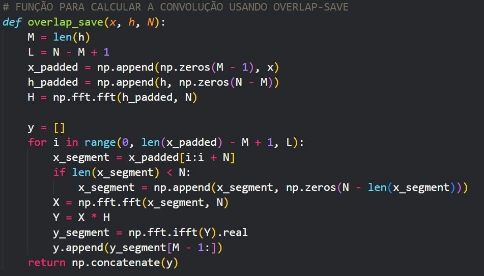 # FUNÇÃO PARA CALCULAR A CONVOLUÇÃO USANDO OVERLAP-SAVE
def overlap_save(x, h, N):
    M = len(h)
    L = N - M + 1
    x_padded = np.append(np.zeros(M - 1), x)
    h_padded = np.append(h, np.zeros(N - M))
    H = np.fft.fft(h_padded, N)

    y = []
    for i in range(0, len(x_padded) - M + 1, L):
        x_segment = x_padded[i:i + N]
        if len(x_segment) < N:
            x_segment = np.append(x_segment, np.zeros(N - len(x_segment)))
        X = np.fft.fft(x_segment, N)
        Y = X * H
        y_segment = np.fft.ifft(Y).real
        y.append(y_segment[M - 1:])
    return np.concatenate(y)